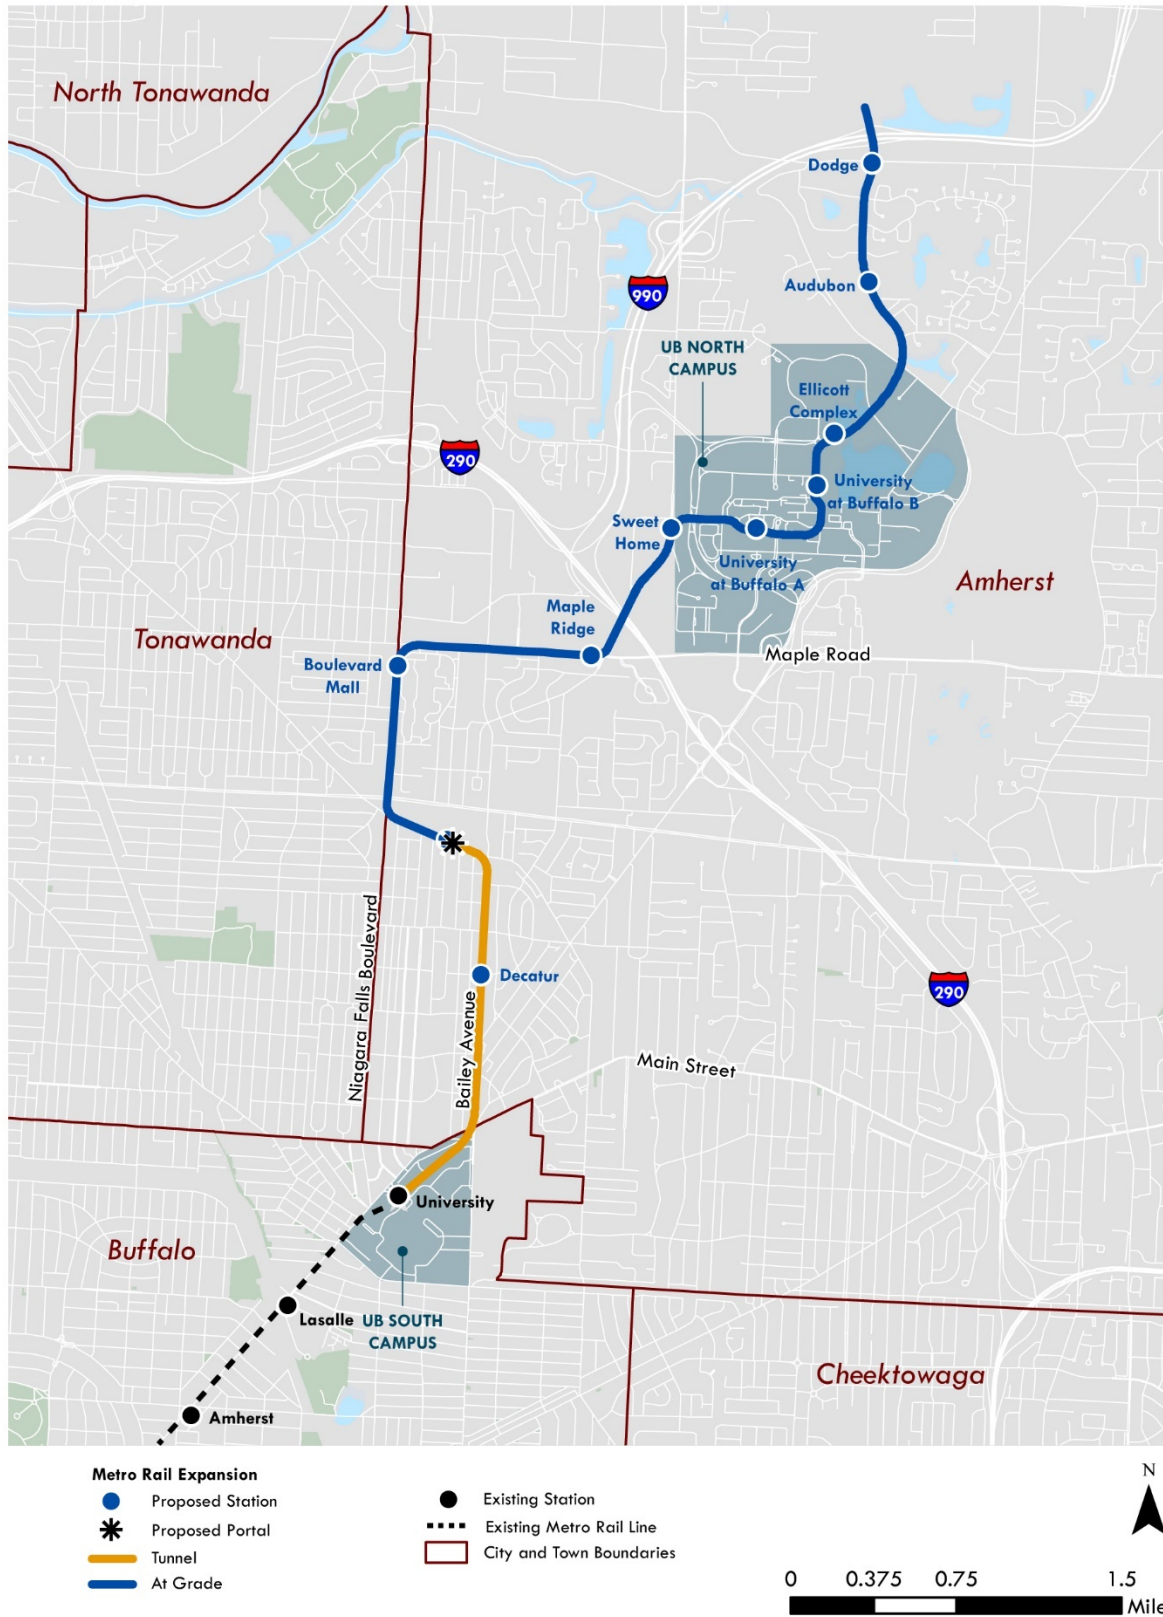 North Tonawanda
Dodge
990
Audubon
UB NORTH
CAMPUS
Ellicott
Complex
290
University
at Buffalo B
Sweet
Home
University
at Buffalo A
Amherst
Maple
Ridge
Tonawanda
Maple Road
Boulevard
Mall
Niagara Falls Boulevard
Decatur
290
Bailey Avenue
Main Street
University
Buffalo
Lasalle
UB SOUTH
CAMPUS
Cheektowaga
Amherst
Metro Rail Expansion
Proposed Station
Proposed Portal
Tunnel
At Grade
Existing Station
Existing Metro Rail Line
City and Town Boundaries
N
0 0.375 0.75 1.5
Mile